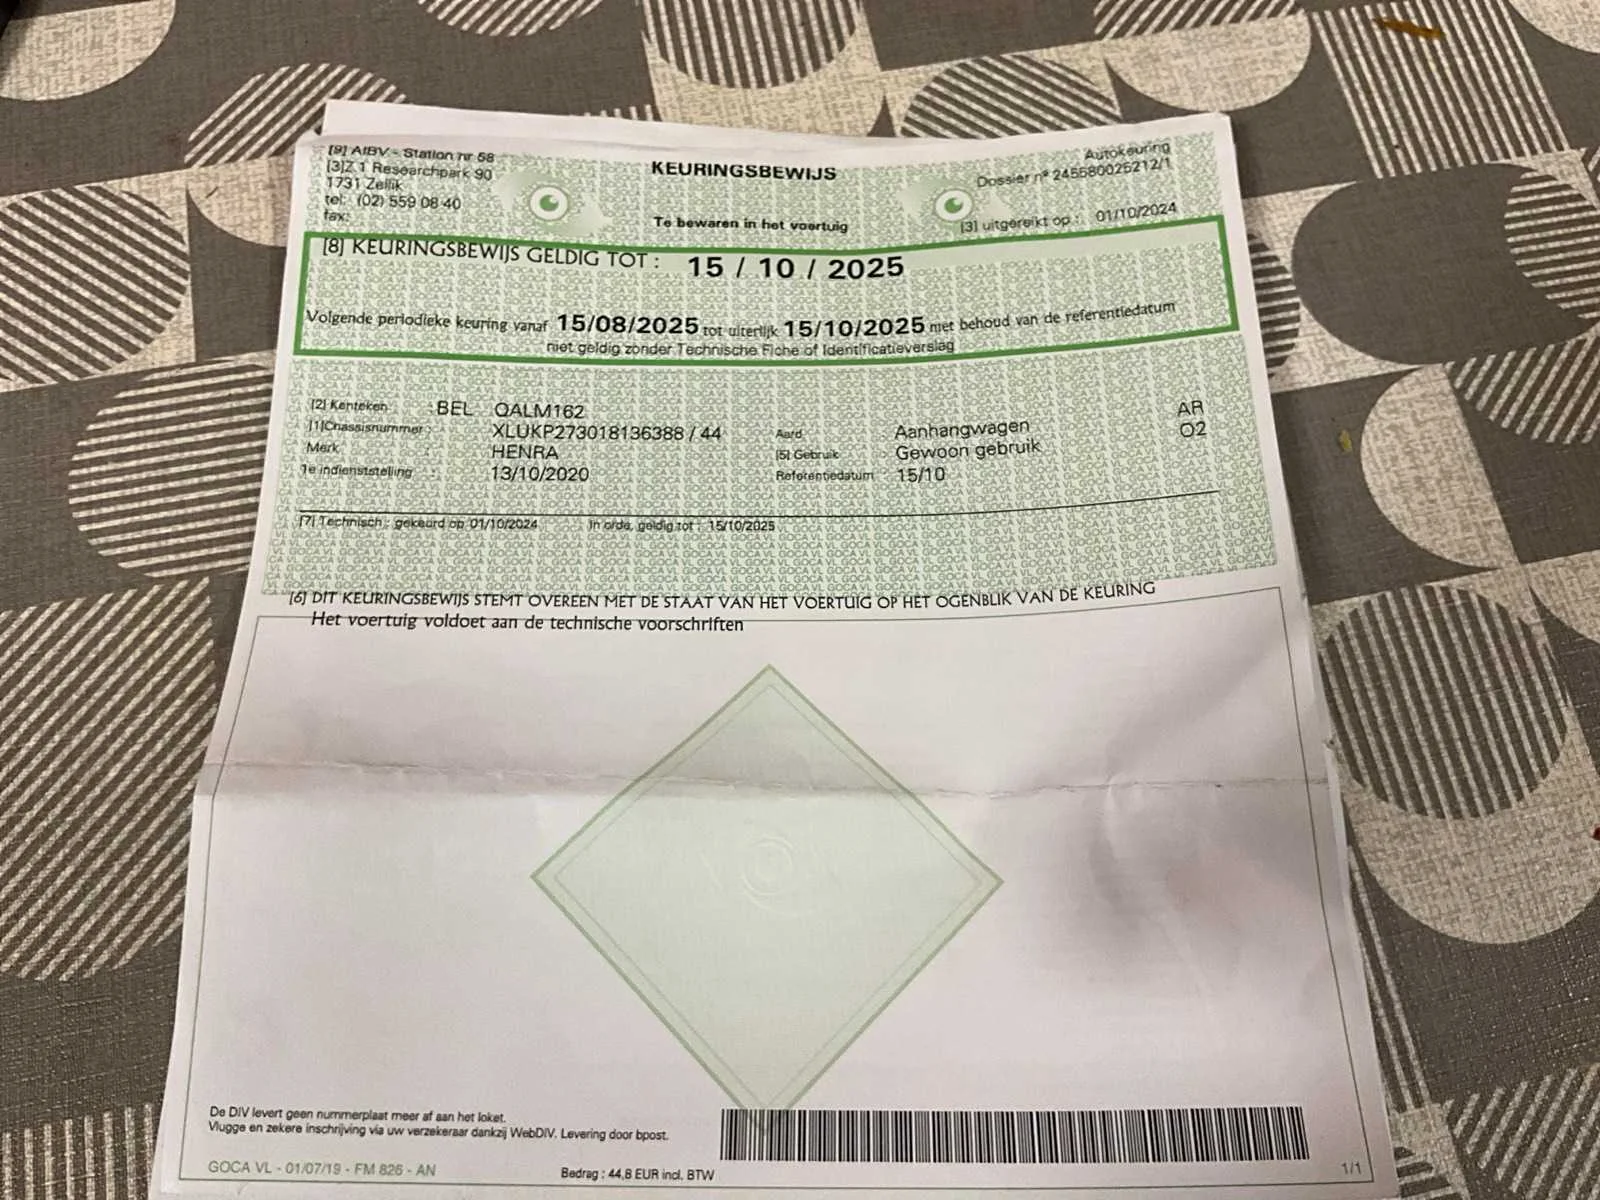 [9] AIBV - Station nr 58
[3]Z.1 Researchpark 90
1731 Zellik
tel: (02) 559 08 40
fax:
KEURINGSBEWIJS
Te bewaren in het voertuig
Autokeuring
Dossier n° 245580025212/1
[3] uitgereikt op : 01/10/2024
[8] KEURINGSBEWIJS GELDIG TOT : 15 / 10 / 2025
Volgende periodieke keuring vanaf 15/08/2025 tot uiterlijk 15/10/2025 met behoud van de referentiedatum
niet geldig zonder Technische Fiche of Identificatieverslag
[2] Kenteken : BEL QALM162 AR
[1]Chassisnummer : XLUKP273018136388 / 44 Aard : Aanhangwagen O2
Merk : HENRA [5] Gebruik : Gewoon gebruik
1e indienststelling : 13/10/2020 Referentiedatum : 15/10
[7] Technisch : gekeurd op 01/10/2024 In orde, geldig tot : 15/10/2025
[6] DIT KEURINGSBEWIJS STEMT OVEREEN MET DE STAAT VAN HET VOERTUIG OP HET OGENBLIK VAN DE KEURING
Het voertuig voldoet aan de technische voorschriften
De DIV levert geen nummerplaat meer af aan het loket.
Vlugge en zekere inschrijving via uw verzekeraar dankzij WebDIV. Levering door bpost.
GOCA VL - 01/07/19 - FM 826 - AN
Bedrag : 44,8 EUR incl. BTW
1/1